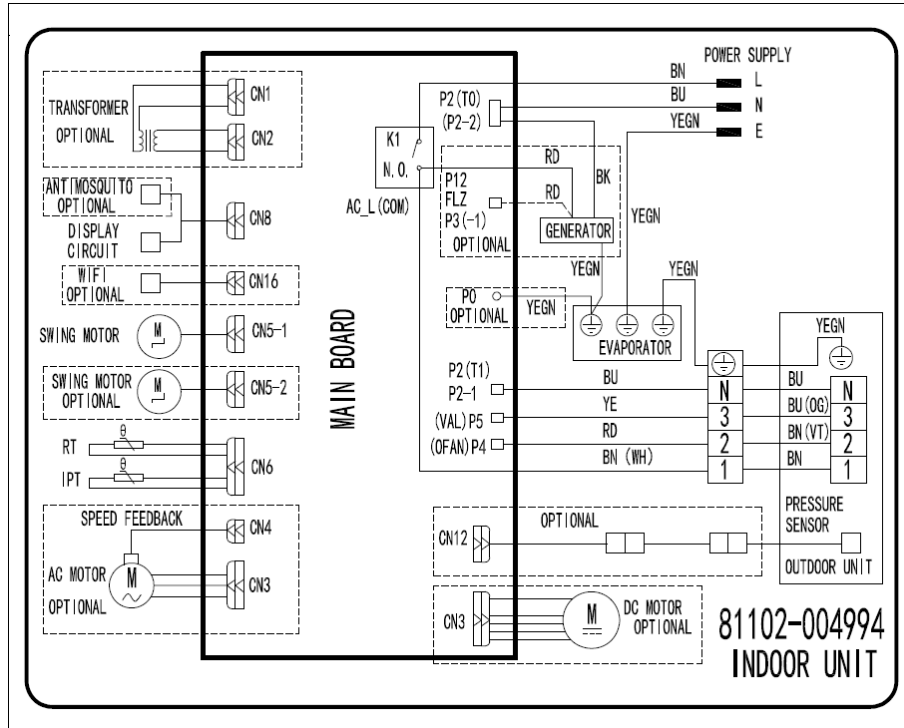 TRANSFORMER
OPTIONAL
CN1
CN2
ANTIMOSQUITO
OPTIONAL
DISPLAY
CIRCUIT
CN8
WIFI
OPTIONAL
CN16
SWING MOTOR
M
CN5-1
SWING MOTOR
OPTIONAL
M
CN5-2
RT
θ
IPT
θ
CN6
SPEED FEEDBACK
CN4
AC MOTOR
OPTIONAL
M
CN3
MAIN BOARD
POWER SUPPLY
BN
L
BU
N
YEGN
E
P2(T0)
(P2-2)
K1
N.O.
AC_L(COM)
RD
BK
P12
FLZ
P3(-1)
OPTIONAL
RD
GENERATOR
YEGN
YEGN
YEGN
P0
OPTIONAL
YEGN
EVAPORATOR
YEGN
P2(T1)
P2-1
BU
N
BU
N
(VAL)P5
YE
3
BU(OG)
3
(OFAN)P4
RD
2
BN(VT)
2
BN (WH)
1
BN
1
OPTIONAL
CN12
PRESSURE
SENSOR
OUTDOOR UNIT
CN3
M
DC MOTOR
OPTIONAL
81102-004994
INDOOR UNIT